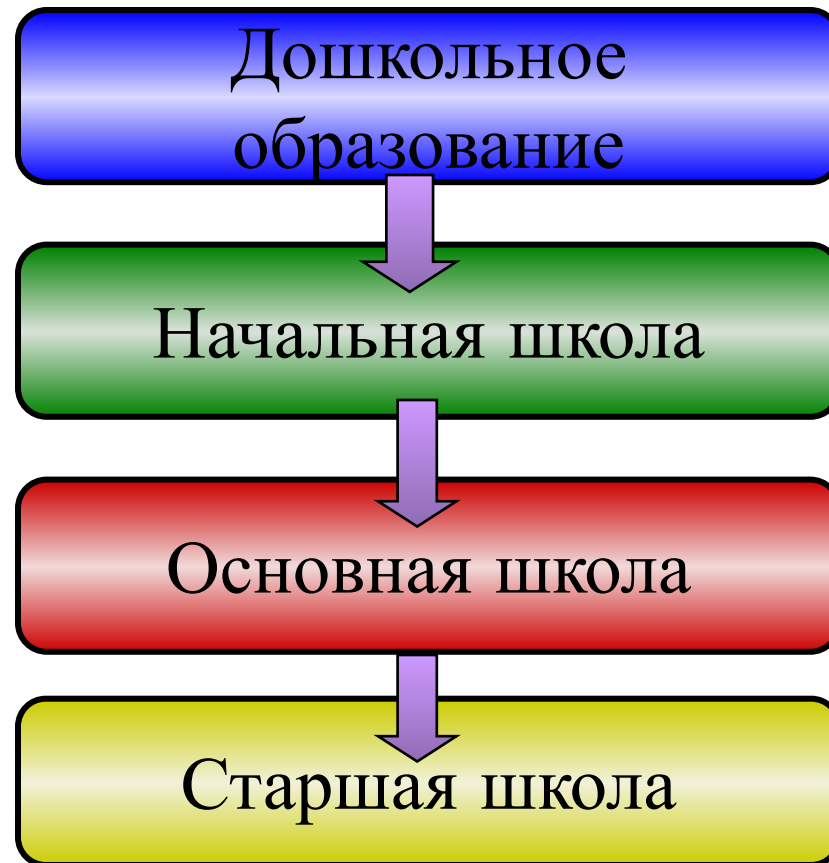 Дошкольное
образование
Начальная школа
Основная школа
Старшая школа